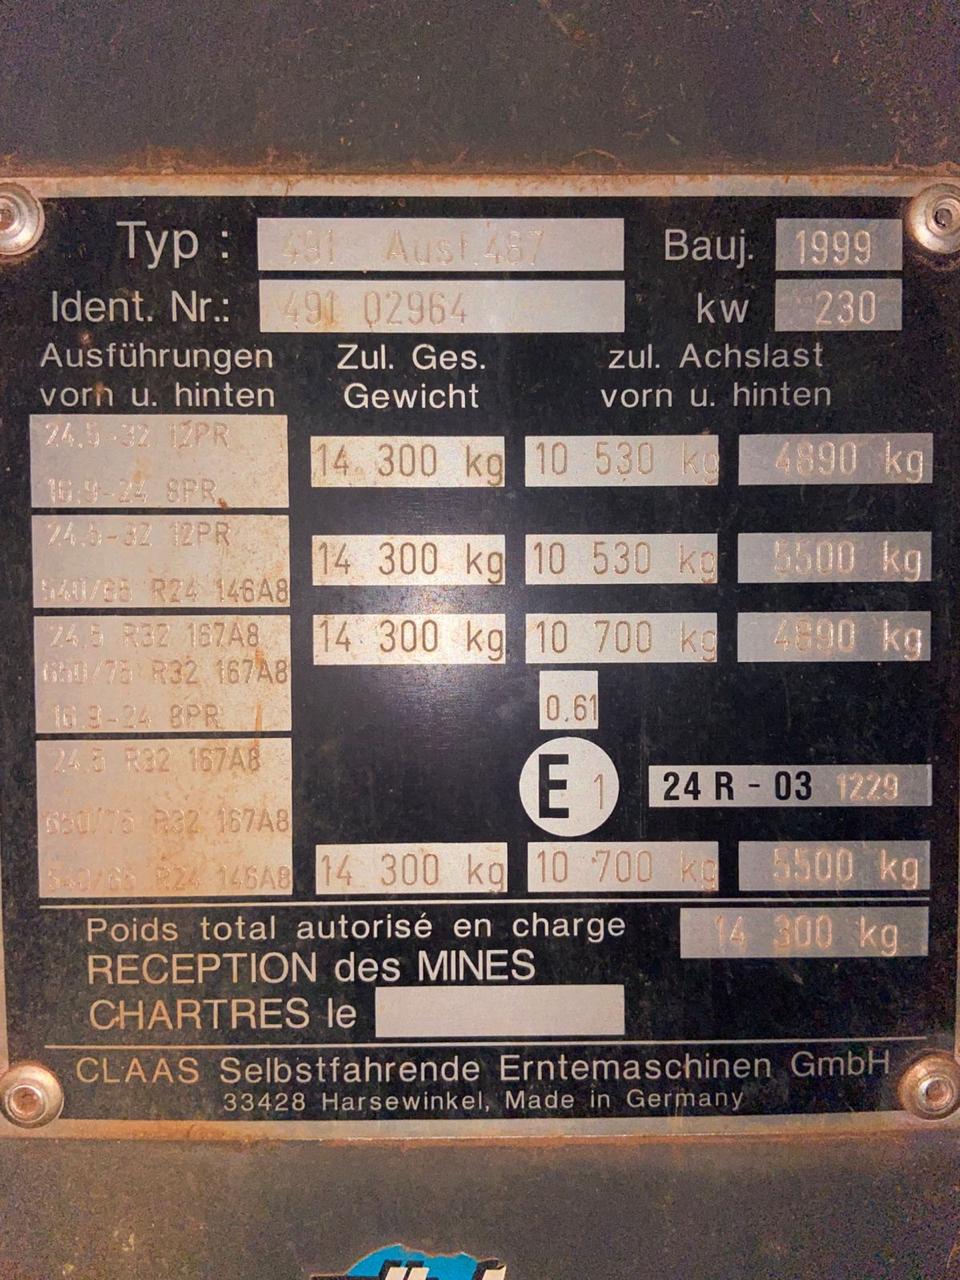 Typ : 491 Ausf.487 Bauj. 1999
Ident. Nr.: 491 02964 kw 230
Ausführungen vorn u. hinten Zul. Ges. Gewicht zul. Achslast vorn u. hinten
24.5-32 12PR
16.9-24 8PR 14 300 kg 10 530 kg 4890 kg
24.5-32 12PR
540/65 R24 146A8 14 300 kg 10 530 kg 5500 kg
24.5 R32 167A8 14 300 kg 10 700 kg 4890 kg
650/75 R32 167A8
16.9-24 8PR 0.61
24.5 R32 167A8 E 1 24 R - 03 1229
650/75 R32 167A8
540/65 R24 146A8 14 300 kg 10 700 kg 5500 kg
Poids total autorisé en charge 14 300 kg
RECEPTION des MINES
CHARTRES le
CLAAS Selbstfahrende Erntemaschinen GmbH
33428 Harsewinkel, Made in Germany